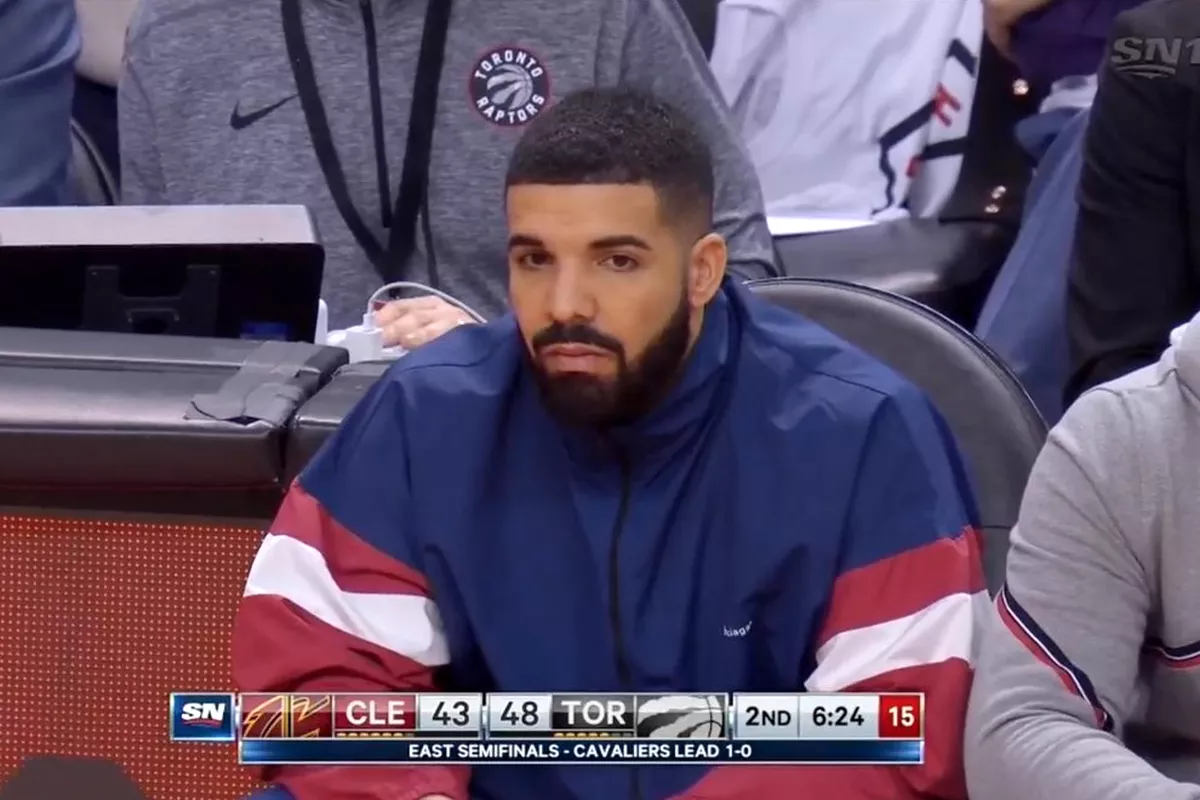 TORONTO
RAPTORS
SN1
SN CLE 43 48 TOR 2ND 6:24 15
EAST SEMIFINALS - CAVALIERS LEAD 1-0